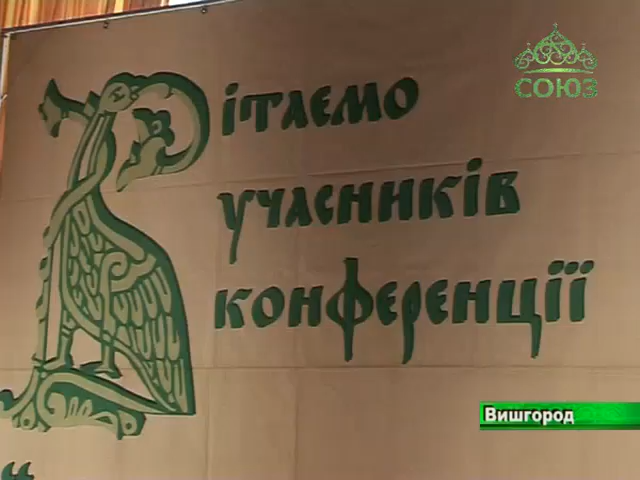 СОЮЗ
Вітаємо
учасників
конференції
Вишгород
“